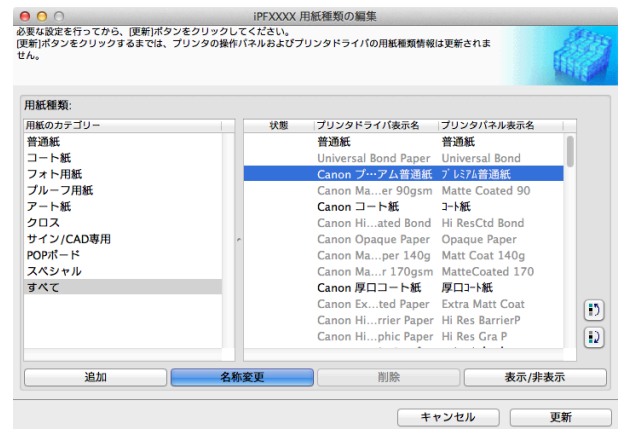 iPFXXXX 用紙種類の編集
必要な設定を行ってから、[更新]ボタンをクリックしてください。
[更新]ボタンをクリックするまでは、プリンタの操作パネルおよびプリンタドライバの用紙種類情報は更新されま
せん。
用紙種類:
用紙のカテゴリー
普通紙
コート紙
フォト用紙
プルーフ用紙
アート紙
クロス
サイン/CAD専用
POPボード
スペシャル
すべて
状態 プリンタドライバ表示名 プリンタパネル表示名
普通紙 普通紙
Universal Bond Paper Universal Bond
Canon プ…アム普通紙 プレミアム普通紙
Canon Ma…er 90gsm Matte Coated 90
Canon コート紙 コート紙
Canon Hi…ated Bond Hi ResCtd Bond
Canon Opaque Paper Opaque Paper
Canon Ma…per 140g Matt Coat 140g
Canon Ma…r 170gsm MatteCoated 170
Canon 厚口コート紙 厚口コート紙
Canon Ex…ted Paper Extra Matt Coat
Canon Hi…rrier Paper Hi Res BarrierP
Canon Hi…phic Paper Hi Res Gra P
追加 名称変更 削除 表示/非表示
キャンセル 更新